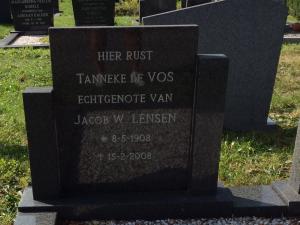 HIER RUST
TANNEKE DE VOS
ECHTGENOTE VAN
JACOB W. LENSEN
* 8-5-1908
† 15-2-2008